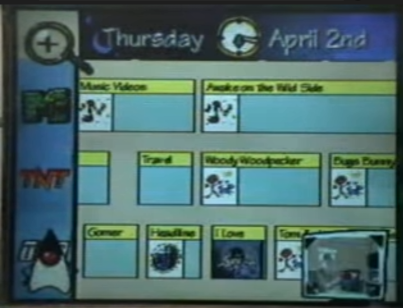 Thursday April 2nd
Music Videos Awake on the Wild Side
TNT
Travel Woody Woodpecker Bugs Bunny
Gomer Headline I Love Tom